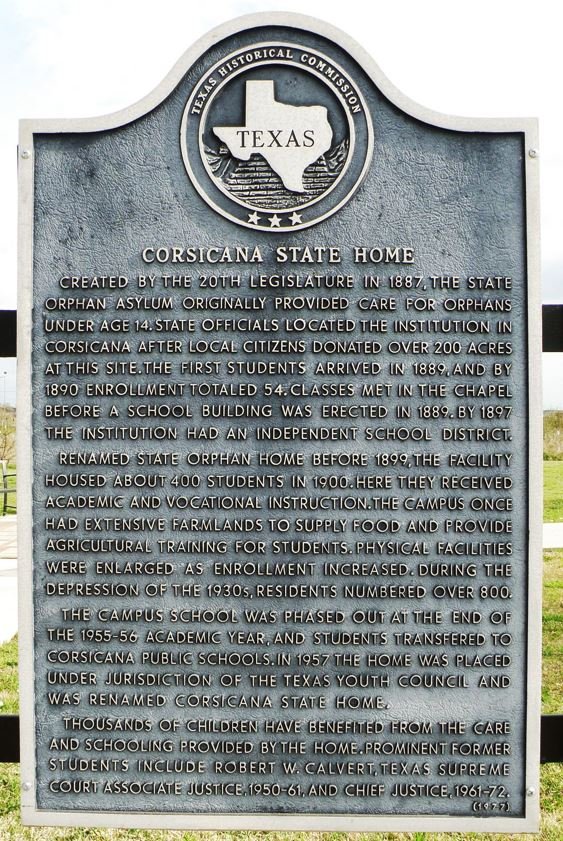 TEXAS HISTORICAL COMMISSION
TEXAS
CORSICANA STATE HOME
CREATED BY THE 20TH LEGISLATURE IN 1887, THE STATE
ORPHAN ASYLUM ORIGINALLY PROVIDED CARE FOR ORPHANS
UNDER AGE 14. STATE OFFICIALS LOCATED THE INSTITUTION IN
CORSICANA AFTER LOCAL CITIZENS DONATED OVER 200 ACRES
AT THIS SITE. THE FIRST STUDENTS ARRIVED IN 1889, AND BY
1890 ENROLLMENT TOTALED 54. CLASSES MET IN THE CHAPEL
BEFORE A SCHOOL BUILDING WAS ERECTED IN 1889. BY 1897
THE INSTITUTION HAD AN INDEPENDENT SCHOOL DISTRICT.
RENAMED STATE ORPHAN HOME BEFORE 1899, THE FACILITY
HOUSED ABOUT 400 STUDENTS IN 1900. HERE THEY RECEIVED
ACADEMIC AND VOCATIONAL INSTRUCTION. THE CAMPUS ONCE
HAD EXTENSIVE FARMLANDS TO SUPPLY FOOD AND PROVIDE
AGRICULTURAL TRAINING FOR STUDENTS. PHYSICAL FACILITIES
WERE ENLARGED AS ENROLLMENT INCREASED. DURING THE
DEPRESSION OF THE 1930s, RESIDENTS NUMBERED OVER 800.
THE CAMPUS SCHOOL WAS PHASED OUT AT THE END OF
THE 1955-56 ACADEMIC YEAR, AND STUDENTS TRANSFERED TO
CORSICANA PUBLIC SCHOOLS. IN 1957 THE HOME WAS PLACED
UNDER JURISDICTION OF THE TEXAS YOUTH COUNCIL AND
WAS RENAMED CORSICANA STATE HOME.
THOUSANDS OF CHILDREN HAVE BENEFITED FROM THE CARE
AND SCHOOLING PROVIDED BY THE HOME. PROMINENT FORMER
STUDENTS INCLUDE ROBERT W. CALVERT, TEXAS SUPREME
COURT ASSOCIATE JUSTICE, 1950-61, AND CHIEF JUSTICE, 1961-72.
(1977)